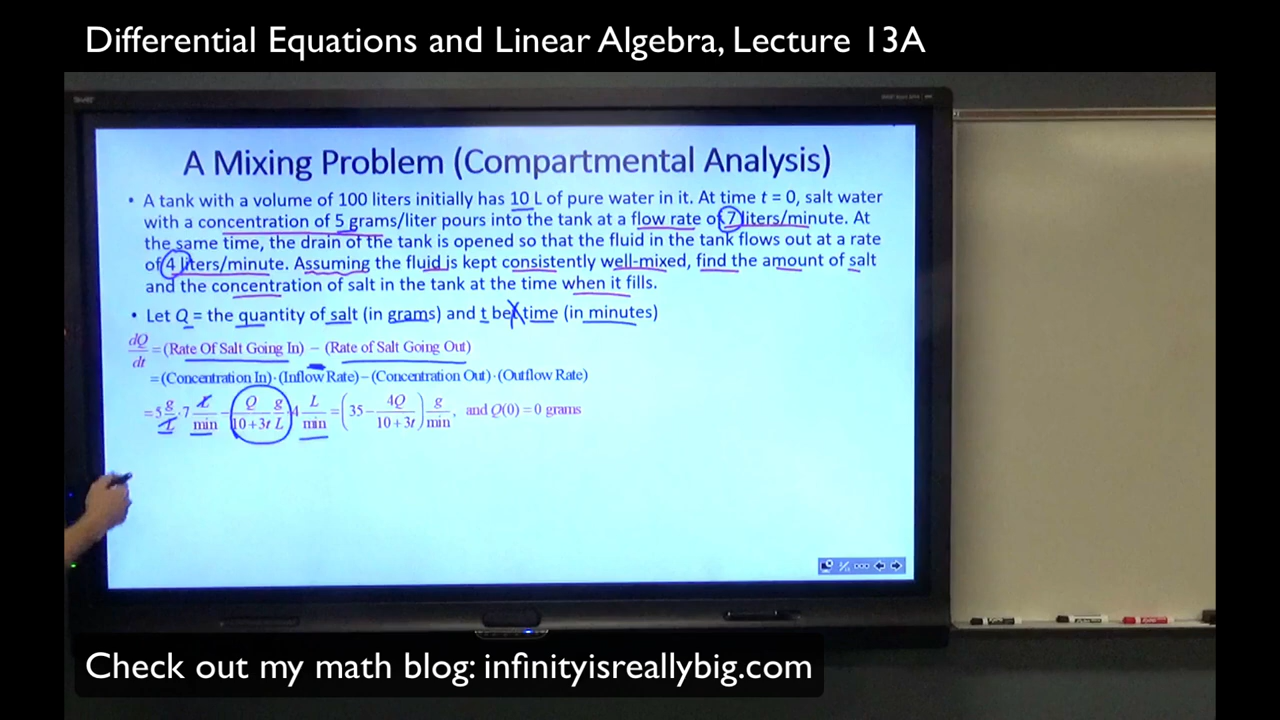 Differential Equations and Linear Algebra, Lecture 13A
A Mixing Problem (Compartmental Analysis)
• A tank with a volume of 100 liters initially has 10 L of pure water in it. At time t = 0, salt water
with a concentration of 5 grams/liter pours into the tank at a flow rate of 7 liters/minute. At
the same time, the drain of the tank is opened so that the fluid in the tank flows out at a rate
of 4 liters/minute. Assuming the fluid is kept consistently well-mixed, find the amount of salt
and the concentration of salt in the tank at the time when it fills.
• Let Q = the quantity of salt (in grams) and t be time (in minutes)
dQ/dt = (Rate Of Salt Going In) − (Rate of Salt Going Out)
= (Concentration In)·(Inflow Rate) − (Concentration Out)·(Outflow Rate)
= 5 g/L · 7 L/min − Q/(10+3t) g/L · 4 L/min = (35 − 4Q/(10+3t)) g/min, and Q(0) = 0 grams
Check out my math blog: infinityisreallybig.com